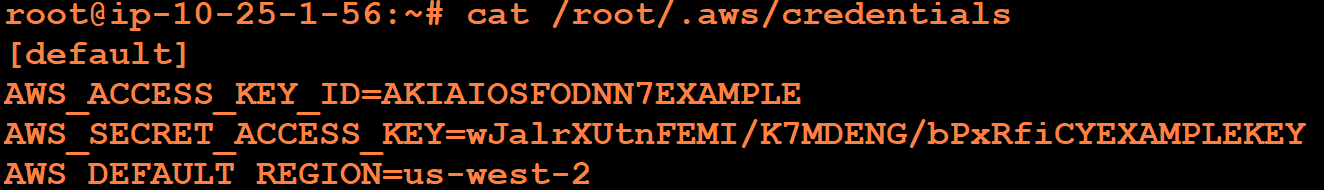 root@ip-10-25-1-56:~# cat /root/.aws/credentials
[default]
AWS_ACCESS_KEY_ID=AKIAIOSFODNN7EXAMPLE
AWS_SECRET_ACCESS_KEY=wJalrXUtnFEMI/K7MDENG/bPxRfiCYEXAMPLEKEY
AWS_DEFAULT_REGION=us-west-2